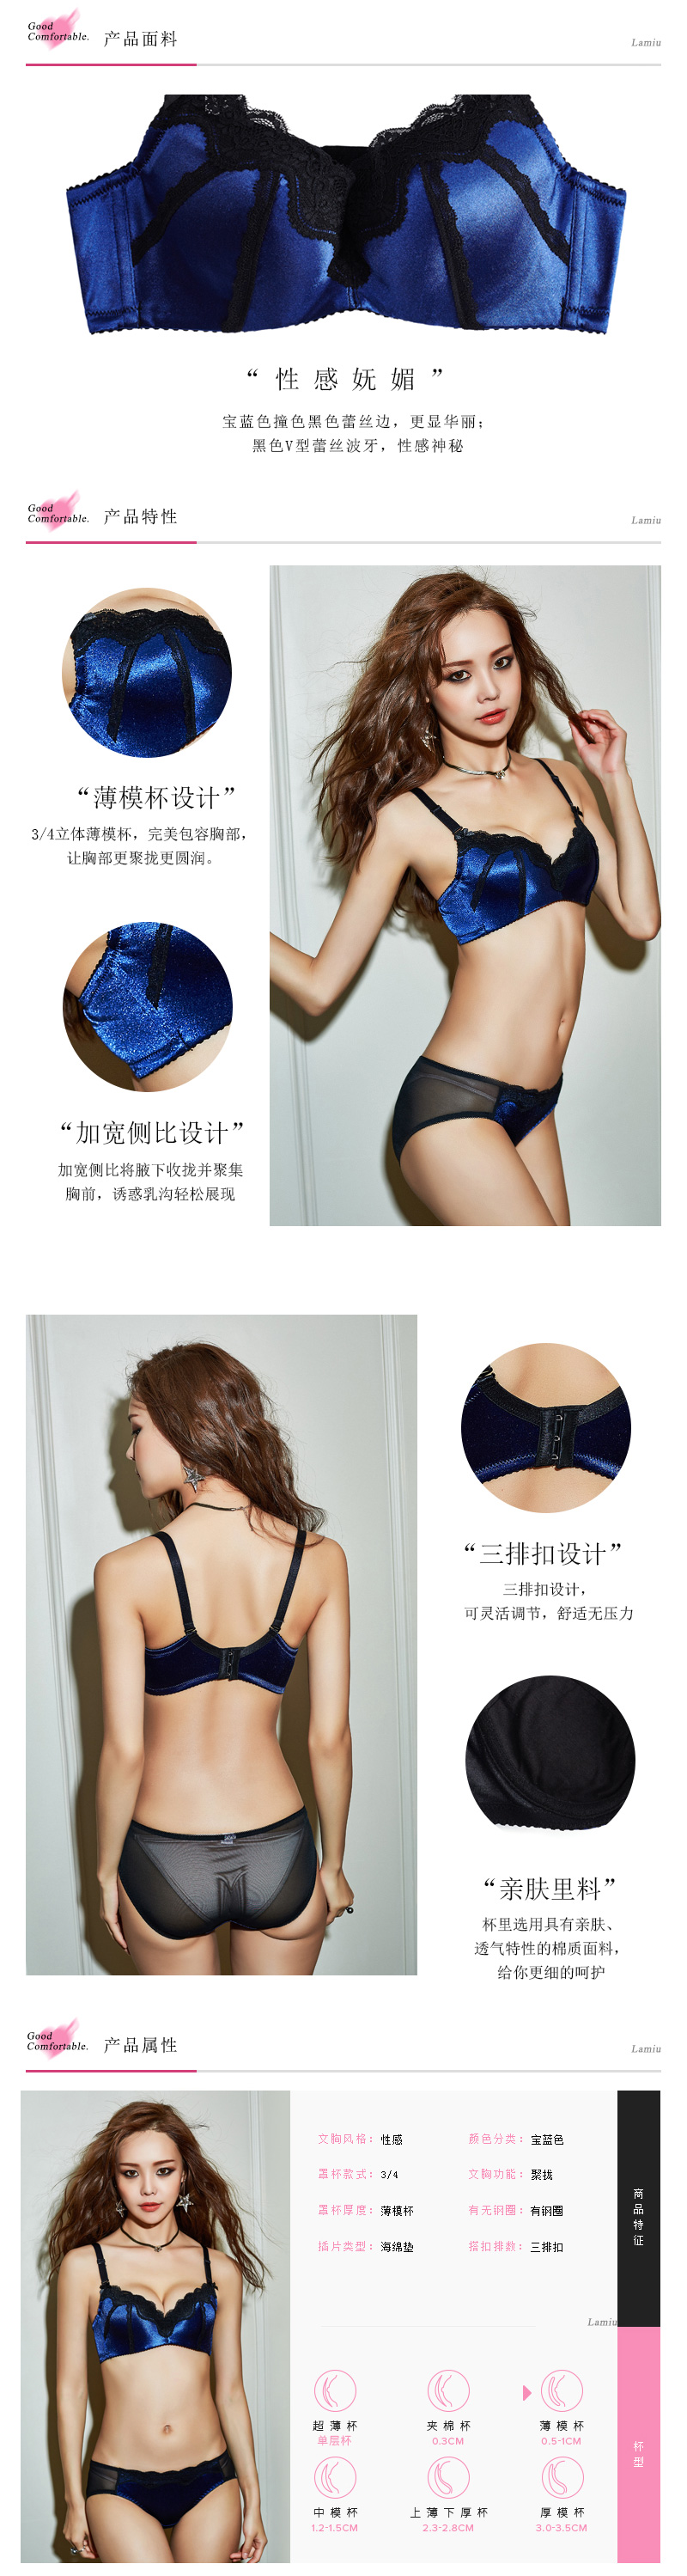 Good
Comfortable.
产品面料
Lamiu
“性感妩媚”
宝蓝色撞色黑色蕾丝边，更显华丽；
黑色V型蕾丝波牙，性感神秘
Good
Comfortable.
产品特性
Lamiu
“薄模杯设计”
3/4立体薄模杯，完美包容胸部，
让胸部更聚拢更圆润。
“加宽侧比设计”
加宽侧比将腋下收拢并聚集
胸前，诱惑乳沟轻松展现
“三排扣设计”
三排扣设计，
可灵活调节，舒适无压力
“亲肤里料”
杯里选用具有亲肤、
透气特性的棉质面料，
给你更细的呵护
Good
Comfortable.
产品属性
Lamiu
文胸风格：性感
颜色分类：宝蓝色
罩杯款式：3/4
文胸功能：聚拢
罩杯厚度：薄模杯
有无钢圈：有钢圈
插片类型：海绵垫
搭扣排数：三排扣
商品特征
Lamiu
超薄杯
夹棉杯
薄模杯
单层杯
0.3CM
0.5-1CM
杯型
中模杯
上薄下厚杯
厚模杯
1.2-1.5CM
2.3-2.8CM
3.0-3.5CM